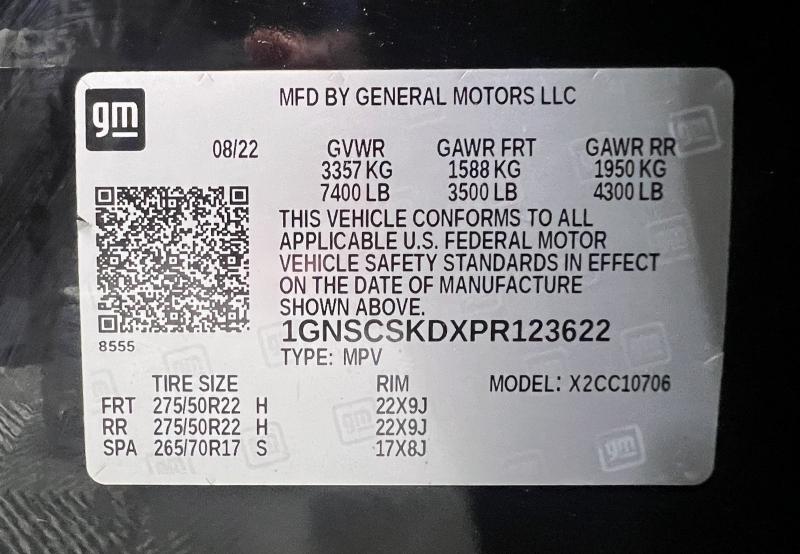 gm
MFD BY GENERAL MOTORS LLC
08/22 GVWR GAWR FRT GAWR RR
3357 KG 1588 KG 1950 KG
7400 LB 3500 LB 4300 LB
THIS VEHICLE CONFORMS TO ALL
APPLICABLE U.S. FEDERAL MOTOR
VEHICLE SAFETY STANDARDS IN EFFECT
ON THE DATE OF MANUFACTURE
SHOWN ABOVE.
1GNSCSKDXPR123622
8555
TYPE: MPV
TIRE SIZE RIM MODEL: X2CC10706
FRT 275/50R22 H 22X9J
RR 275/50R22 H 22X9J
SPA 265/70R17 S 17X8J
gm